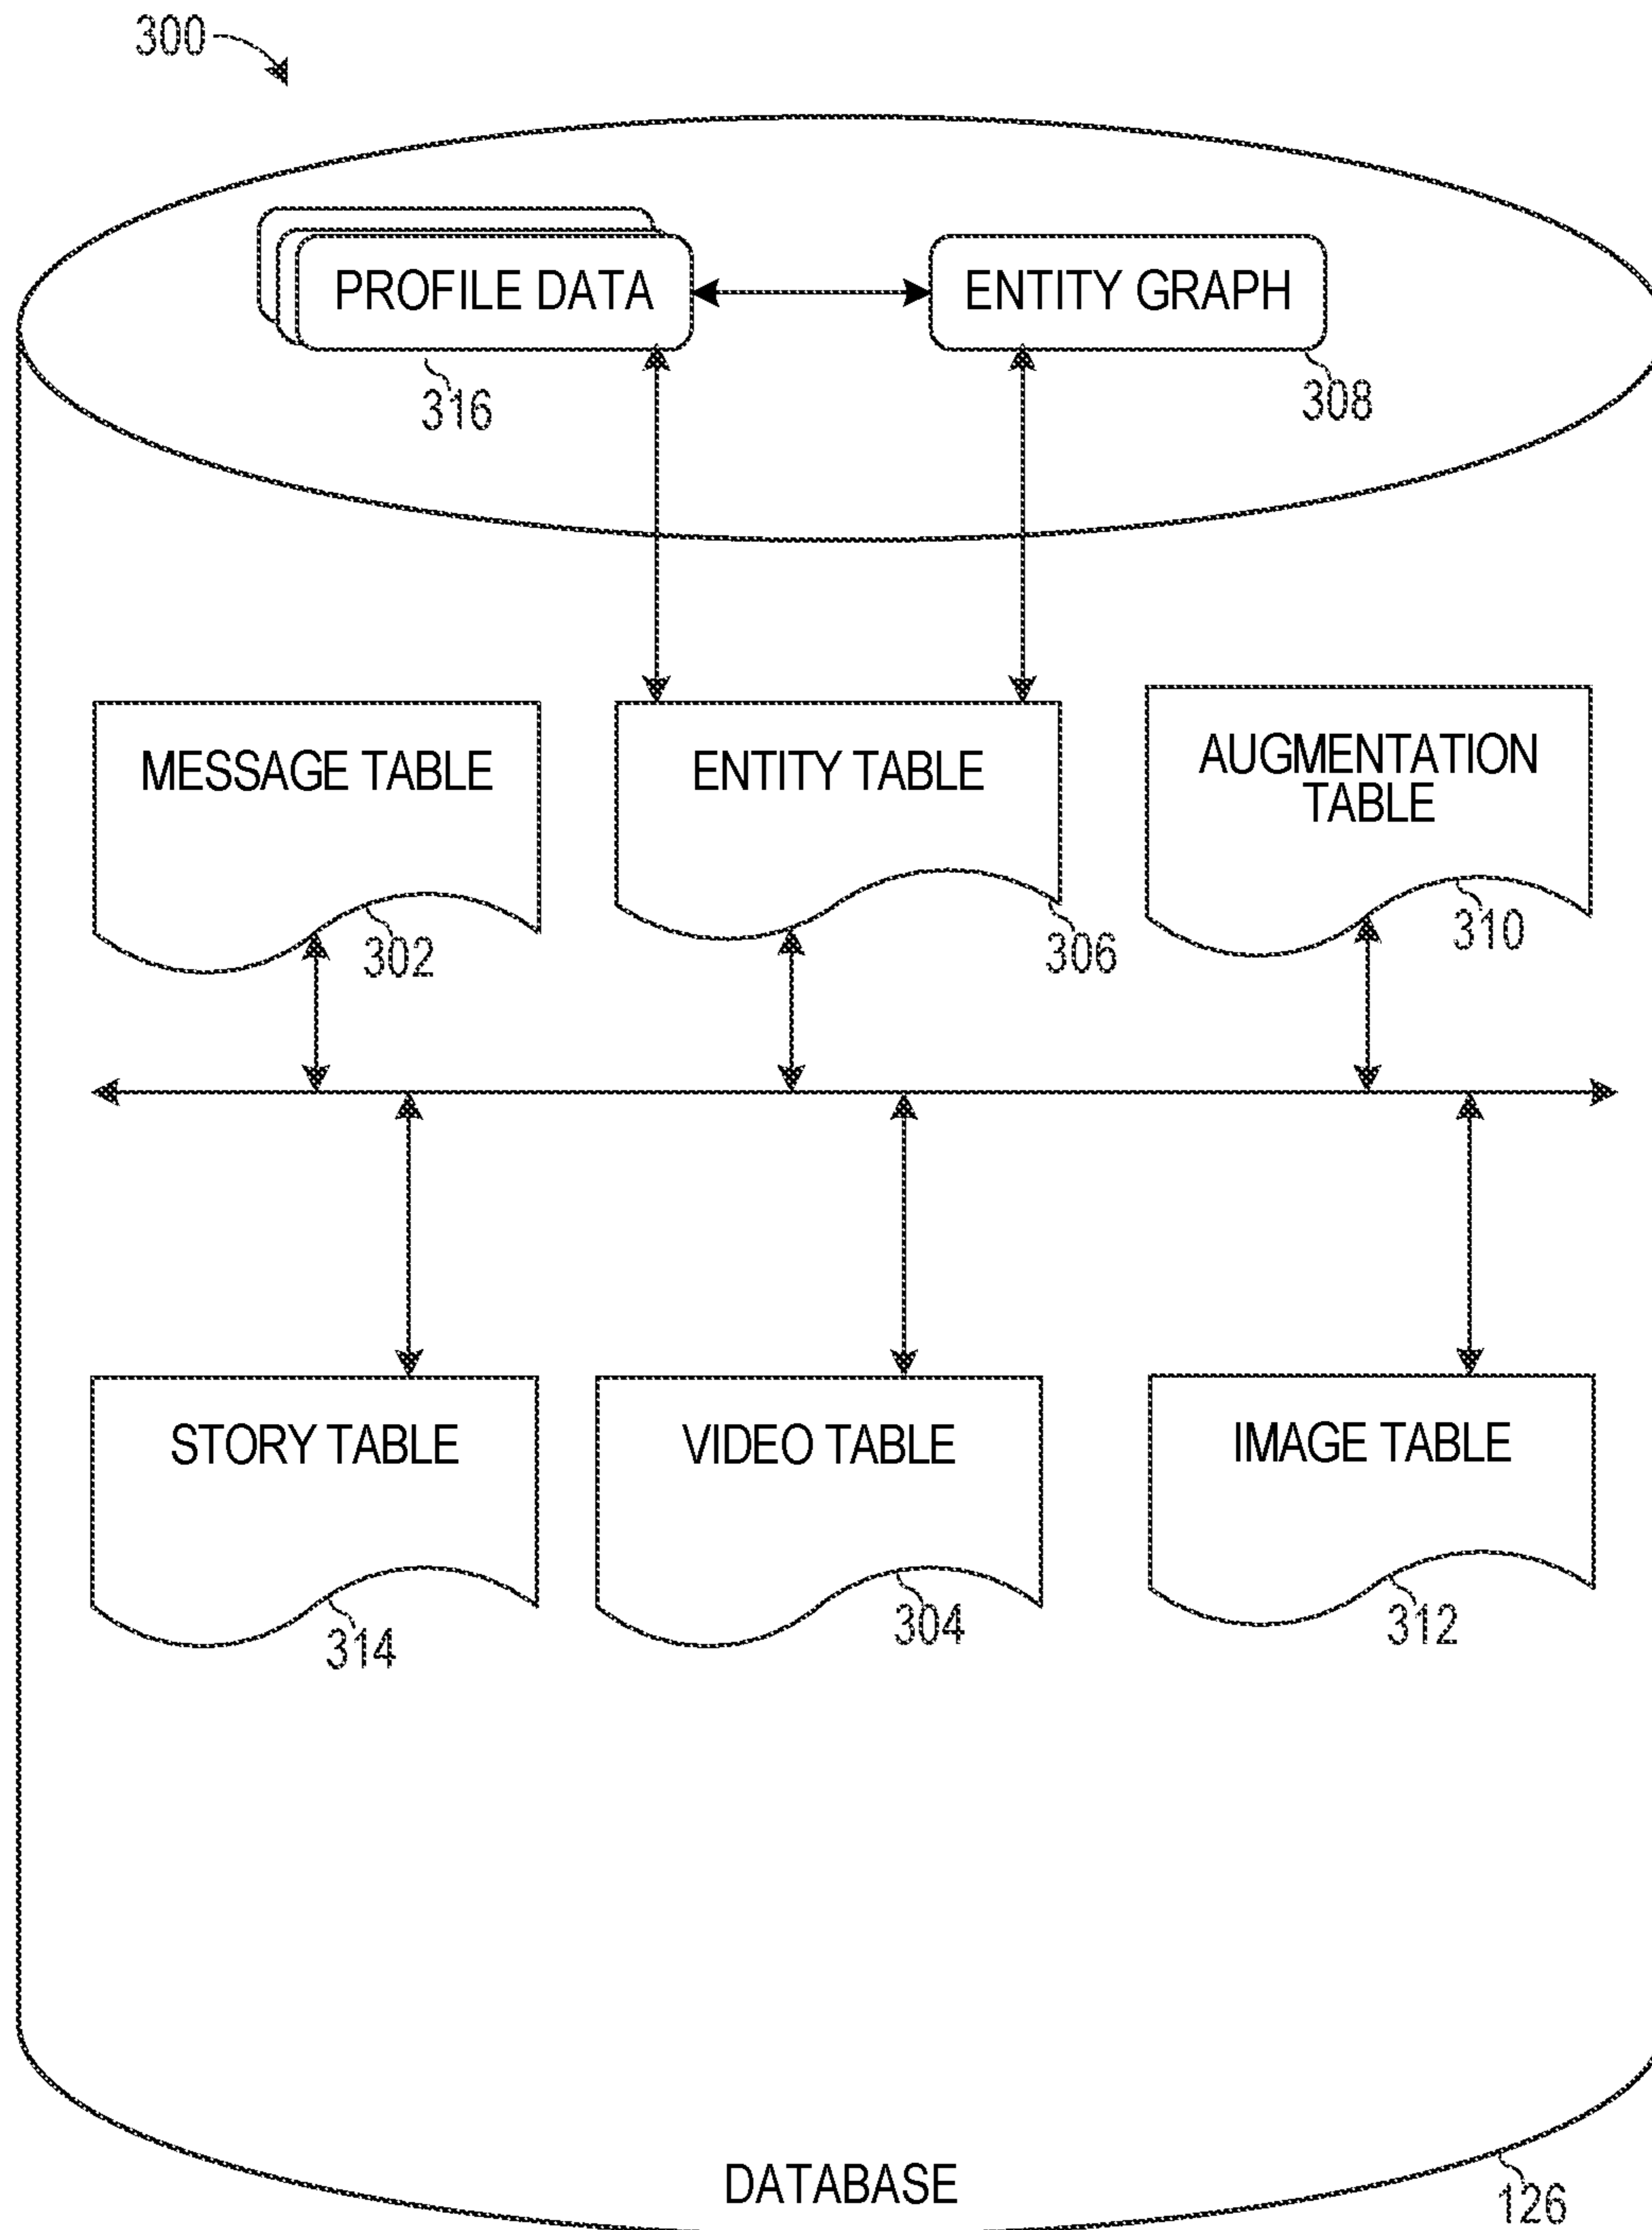 300
PROFILE DATA
ENTITY GRAPH
316
308
MESSAGE TABLE
ENTITY TABLE
AUGMENTATION
TABLE
302
306
310
STORY TABLE
VIDEO TABLE
IMAGE TABLE
314
304
312
DATABASE
126